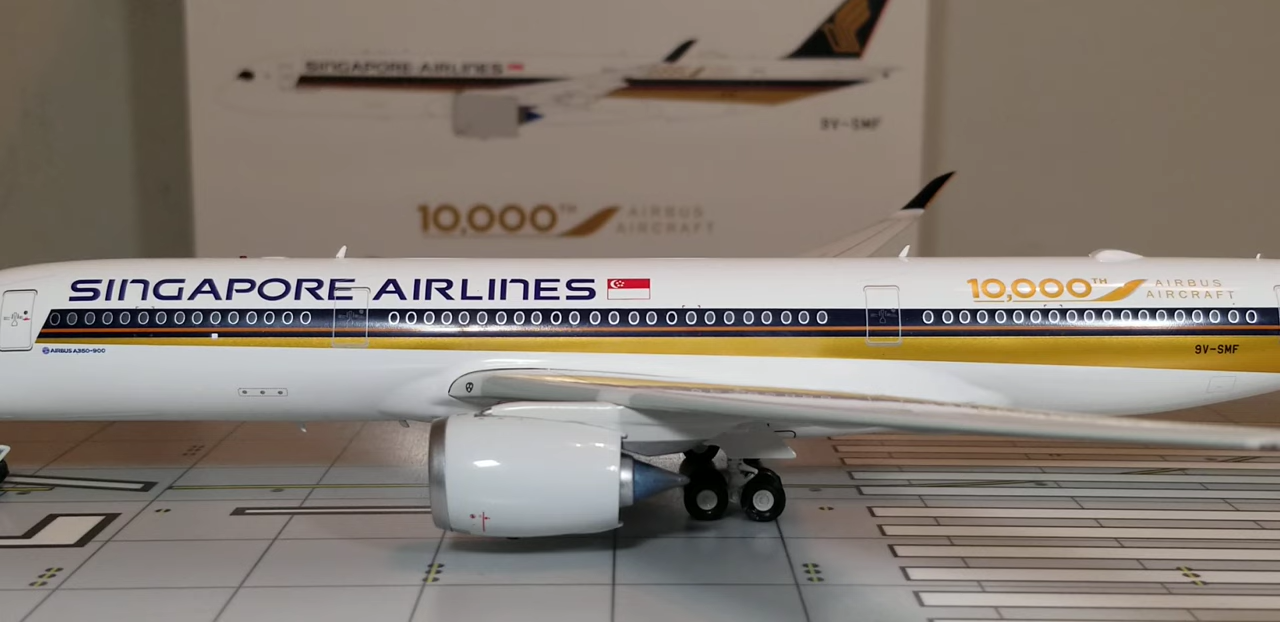 SINGAPORE AIRLINES
9V-SMF
10,000TH AIRBUS
AIRCRAFT
SINGAPORE AIRLINES
10,000TH AIRBUS
AIRCRAFT
AIRBUS A350-900
9V-SMF